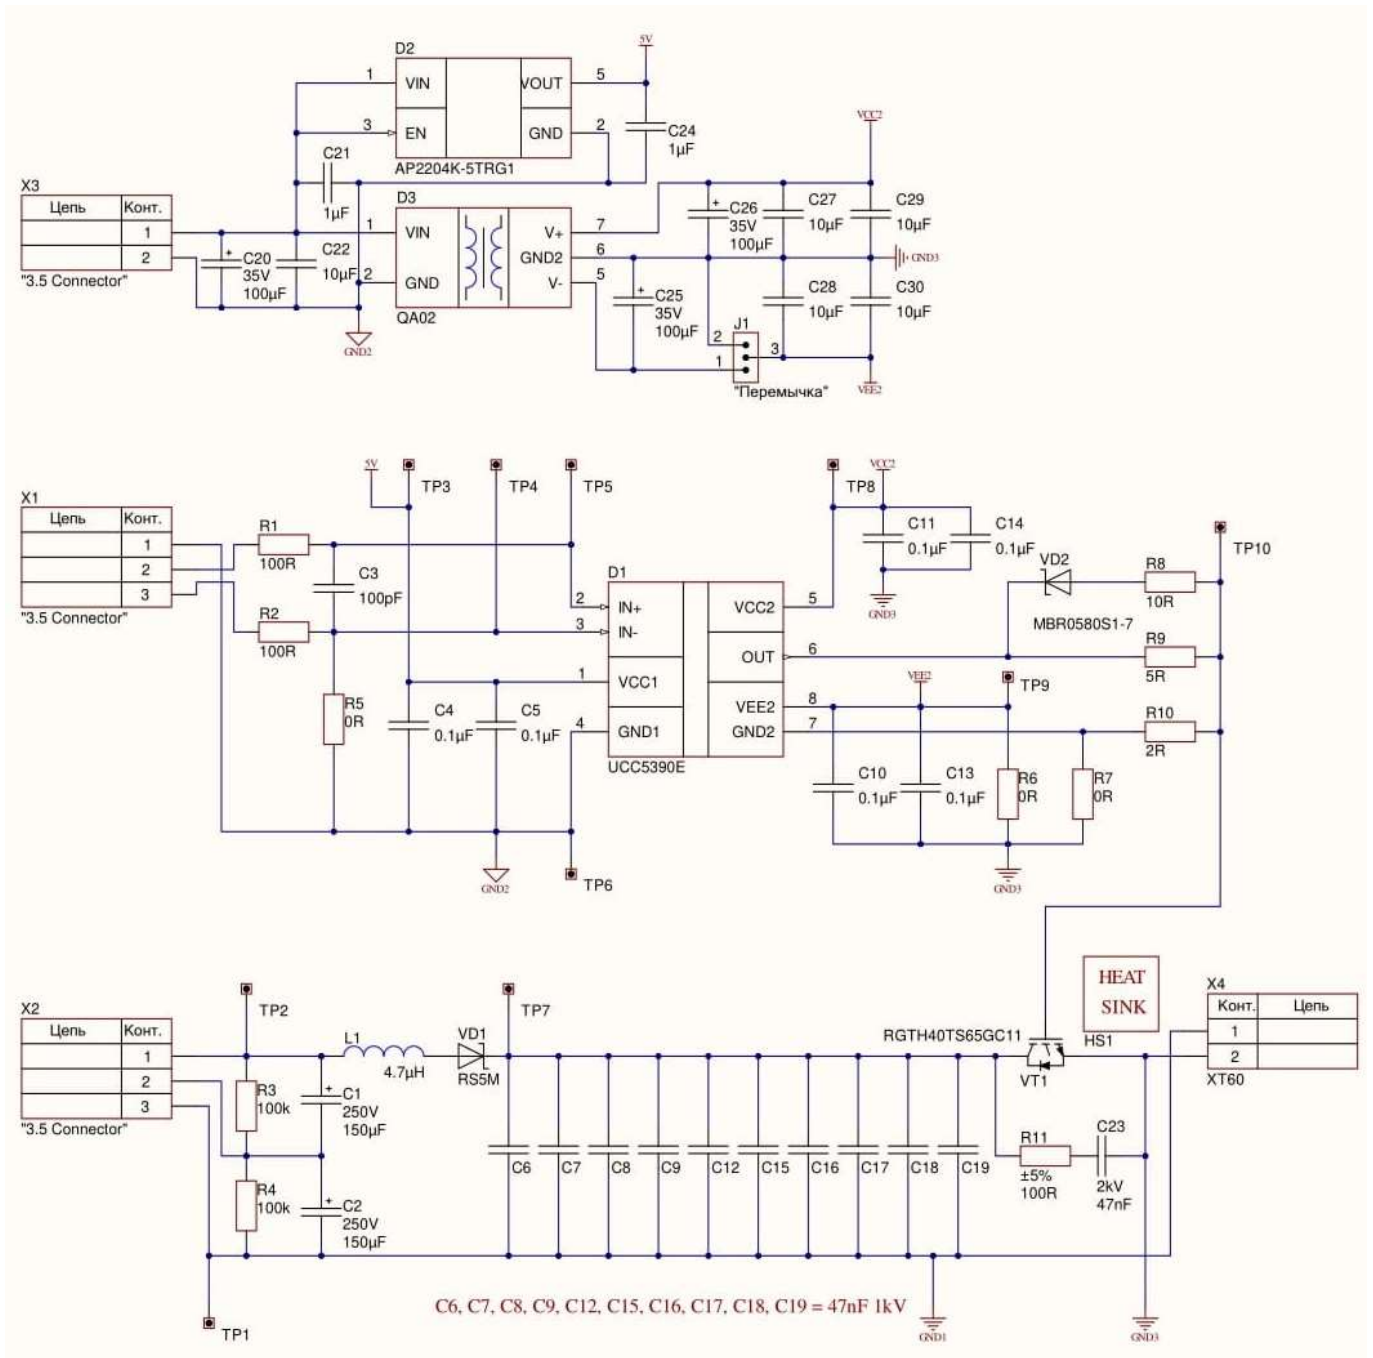 5V
D2
1 VIN VOUT 5
3 EN GND 2
AP2204K-5TRG1
C24
1µF
VCC2
C21
1µF
X3
Цепь Конт.
1
2
"3.5 Connector"
C20
35V
100µF
C22
10µF
D3
1 VIN V+ 7
GND2 6
2 GND V- 5
QA02
GND2
C26
35V
100µF
C27
10µF
C29
10µF
GND3
C25
35V
100µF
C28
10µF
C30
10µF
J1
2
3
1
"Перемычка"
VEE2
X1
Цепь Конт.
1
2
3
"3.5 Connector"
5V
TP3
TP4
TP5
R1
100R
C3
100pF
R2
100R
R5
0R
C4
0.1µF
C5
0.1µF
D1
2 IN+ VCC2 5
3 IN- OUT 6
1 VCC1 VEE2 8
4 GND1 GND2 7
UCC5390E
GND2
TP6
TP8
VCC2
C11
0.1µF
C14
0.1µF
GND3
VD2
MBR0580S1-7
R8
10R
TP10
R9
5R
VEE2
TP9
R10
2R
C10
0.1µF
C13
0.1µF
R6
0R
R7
0R
GND3
X2
Цепь Конт.
1
2
3
"3.5 Connector"
TP2
L1
4.7µH
VD1
RS5M
TP7
R3
100k
C1
250V
150µF
R4
100k
C2
250V
150µF
TP1
C6 C7 C8 C9 C12 C15 C16 C17 C18 C19
RGTH40TS65GC11
VT1
HEAT
SINK
HS1
X4
Конт. Цепь
1
2
XT60
R11
±5%
100R
C23
2kV
47nF
C6, C7, C8, C9, C12, C15, C16, C17, C18, C19 = 47nF 1kV
GND1
GND3